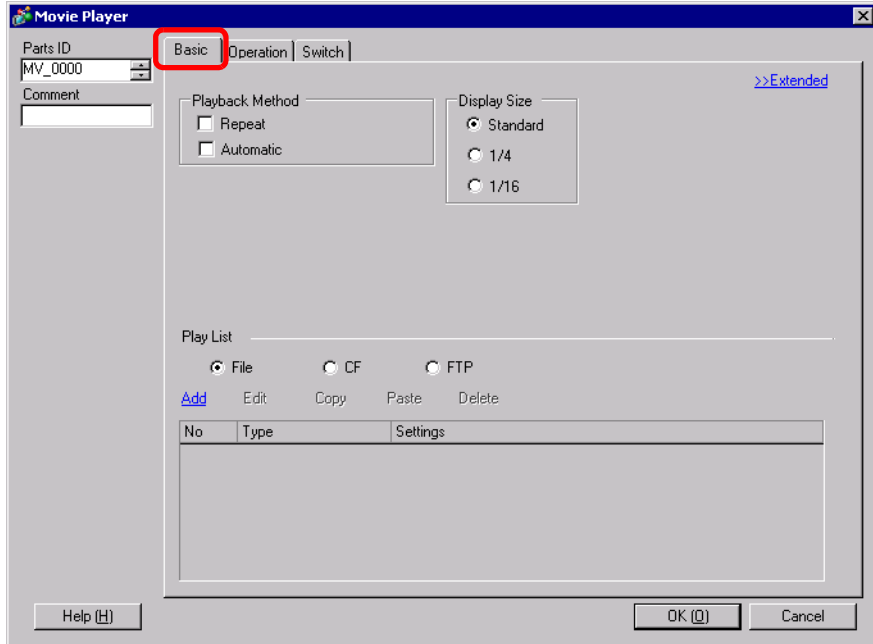 Movie Player
Parts ID
MV_0000
Comment
Basic Operation Switch
>>Extended
Playback Method
Repeat
Automatic
Display Size
Standard
1/4
1/16
Play List
File CF FTP
Add Edit Copy Paste Delete
No Type Settings
Help (H) OK (O) Cancel